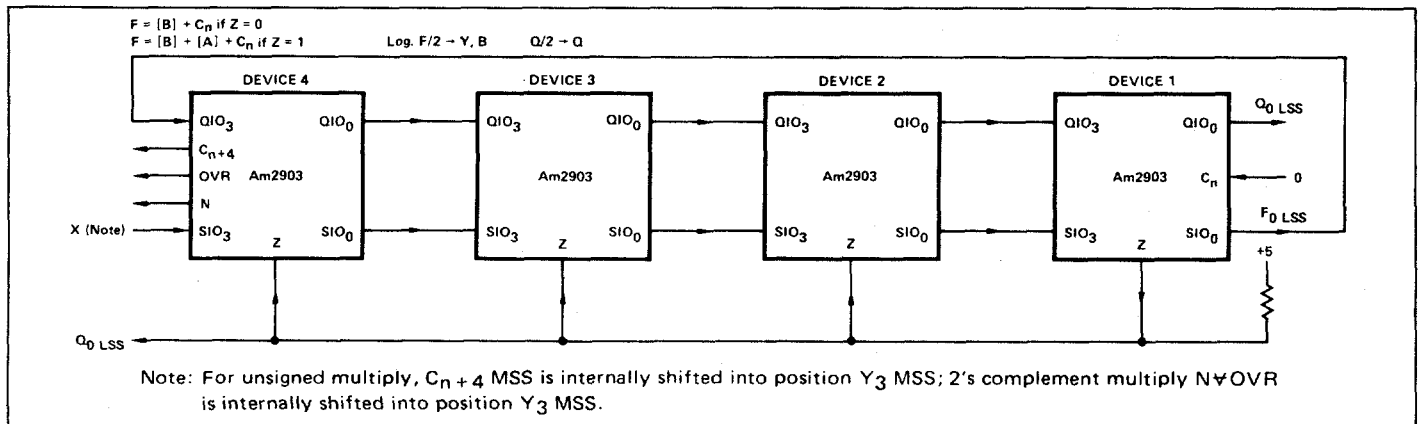 F = [B] + Cn if Z = 0
F = [B] + [A] + Cn if Z = 1 Log. F/2 → Y, B Q/2 → Q
DEVICE 4 DEVICE 3 DEVICE 2 DEVICE 1
QIO3 QIO0 QIO3 QIO0 QIO3 QIO0 QIO3 QIO0 Q0 LSS
Cn+4
OVR Am2903 Am2903 Am2903 Am2903 Cn 0
N
X (Note) SIO3 Z SIO0 SIO3 Z SIO0 SIO3 Z SIO0 SIO3 Z SIO0 F0 LSS
+5
Q0 LSS
Note: For unsigned multiply, Cn + 4 MSS is internally shifted into position Y3 MSS; 2's complement multiply N⊻OVR
is internally shifted into position Y3 MSS.